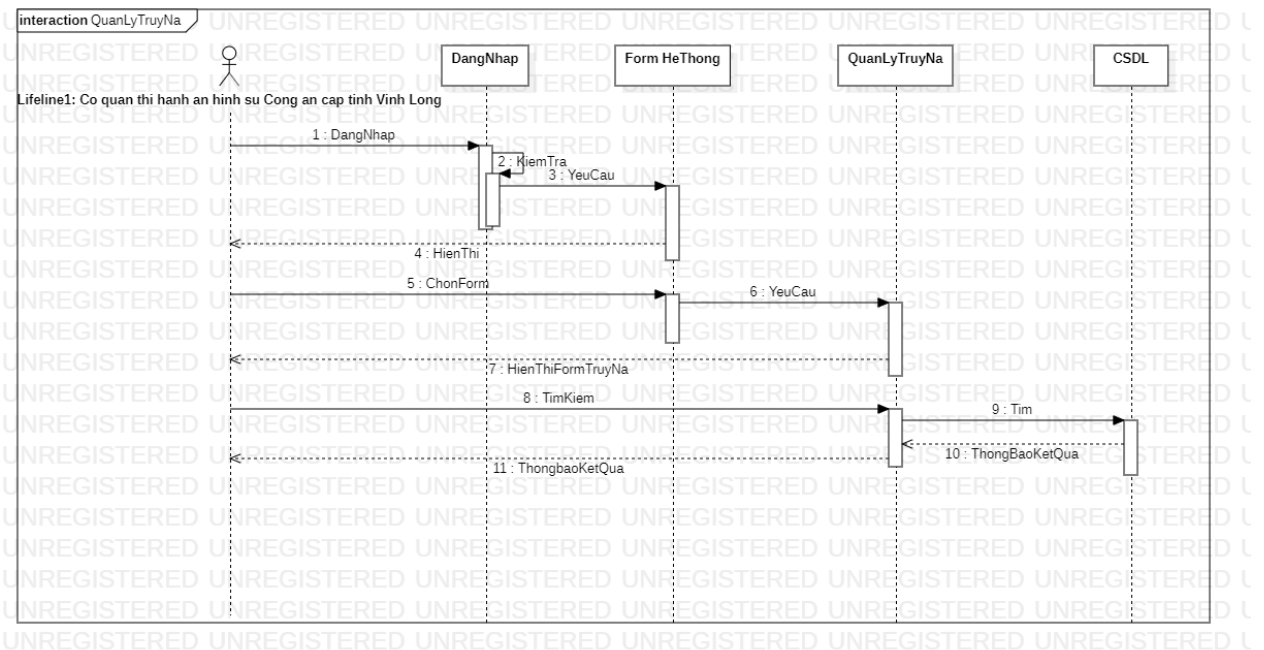 interaction QuanLyTruyNa
DangNhap
Form HeThong
QuanLyTruyNa
CSDL
Lifeline1: Co quan thi hanh an hinh su Cong an cap tinh Vinh Long
1 : DangNhap
2 : KiemTra
3 : YeuCau
4 : HienThi
5 : ChonForm
6 : YeuCau
7 : HienThiFormTruyNa
8 : TimKiem
9 : Tim
10 : ThongBaoKetQua
11 : ThongbaoKetQua
UNREGISTERED